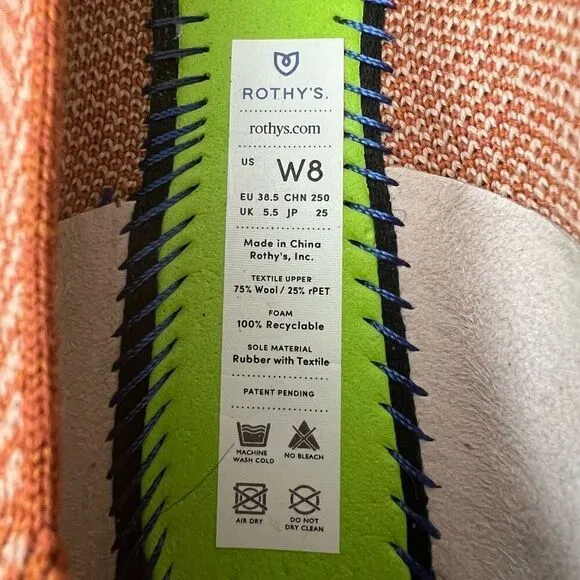 ROTHY'S.
rothys.com
US W8
EU 38.5 CHN 250
UK 5.5 JP 25
Made in China
Rothy's, Inc.
TEXTILE UPPER
75% Wool / 25% rPET
FOAM
100% Recyclable
SOLE MATERIAL
Rubber with Textile
PATENT PENDING
MACHINE WASH COLD
NO BLEACH
AIR DRY
DO NOT DRY CLEAN